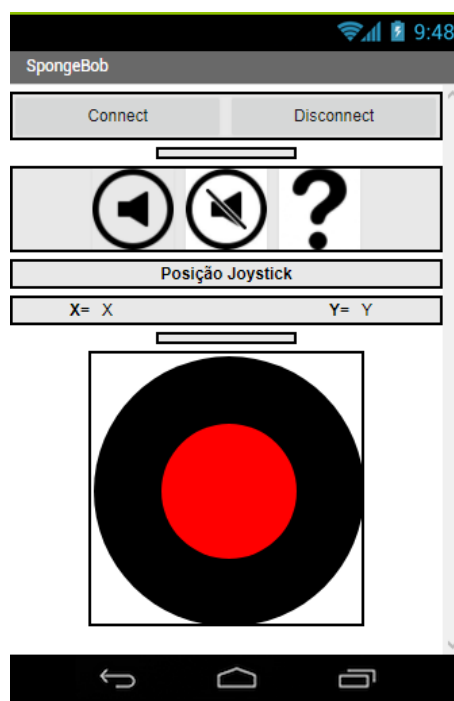 9:48
SpongeBob
Connect Disconnect
?
Posição Joystick
X= X Y= Y